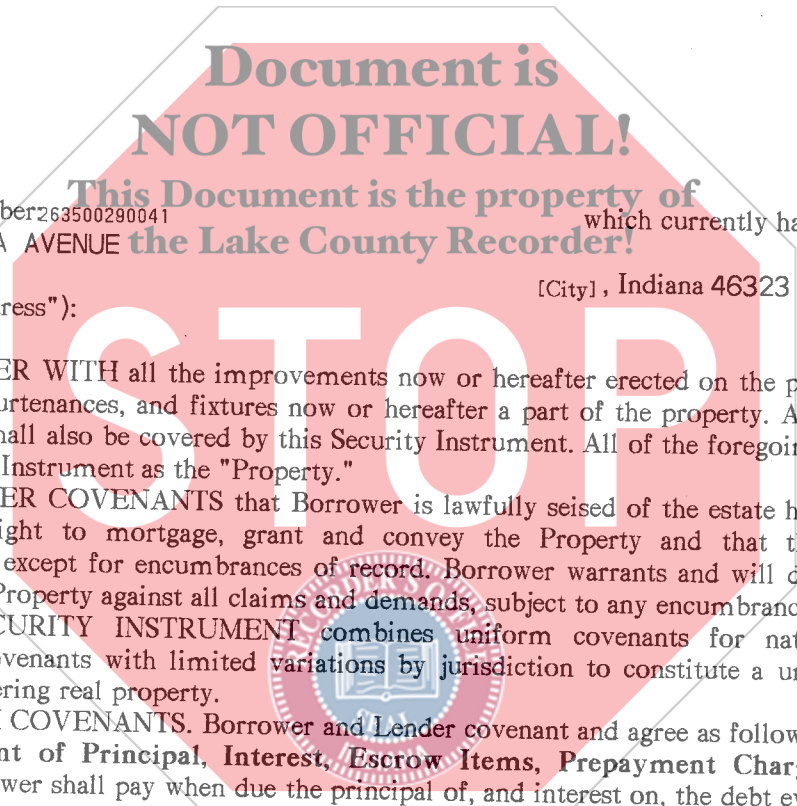 Document is
NOT OFFICIAL!
This Document is the property of
the Lake County Recorder!
ber263500290041 which currently ha
A AVENUE
[City], Indiana 46323
ress"):
STOP
ER WITH all the improvements now or hereafter erected on the p
urtenances, and fixtures now or hereafter a part of the property. A
hall also be covered by this Security Instrument. All of the foregoin
Instrument as the "Property."
ER COVENANTS that Borrower is lawfully seised of the estate h
ight to mortgage, grant and convey the Property and that t
except for encumbrances of record. Borrower warrants and will d
Property against all claims and demands, subject to any encumbranc
CURITY INSTRUMENT combines uniform covenants for nat
venants with limited variations by jurisdiction to constitute a u
ering real property.
COVENANTS. Borrower and Lender covenant and agree as follow
nt of Principal, Interest, Escrow Items, Prepayment Char
wer shall pay when due the principal of, and interest on, the debt ev
RECORDER'S OFFICE
SEAL